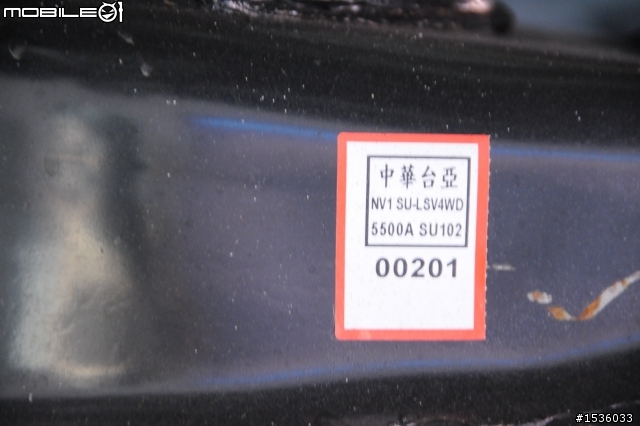 MOBILE01
中華台亞
NV1 SU-LSV4WD
5500A SU102
00201
#1536033